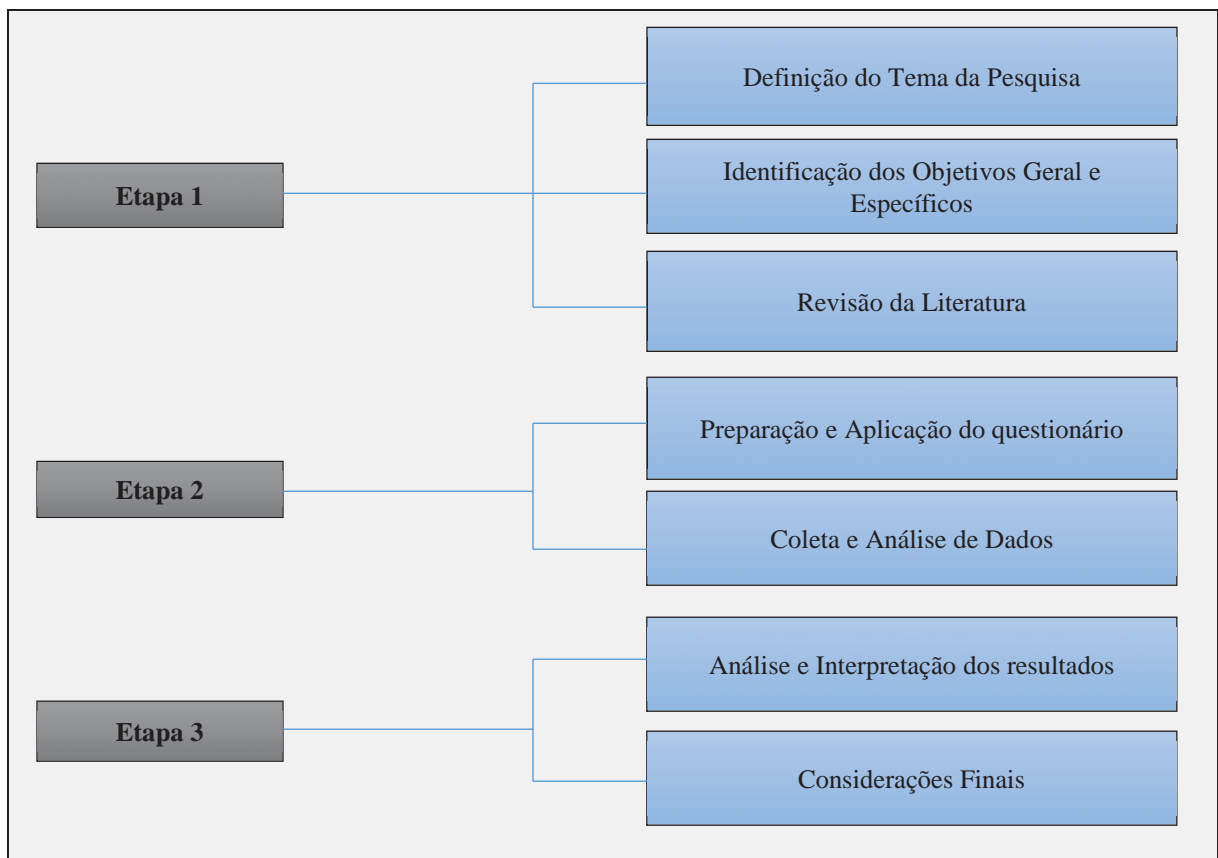 Etapa 1
Definição do Tema da Pesquisa
Identificação dos Objetivos Geral e
Específicos
Revisão da Literatura
Etapa 2
Preparação e Aplicação do questionário
Coleta e Análise de Dados
Etapa 3
Análise e Interpretação dos resultados
Considerações Finais